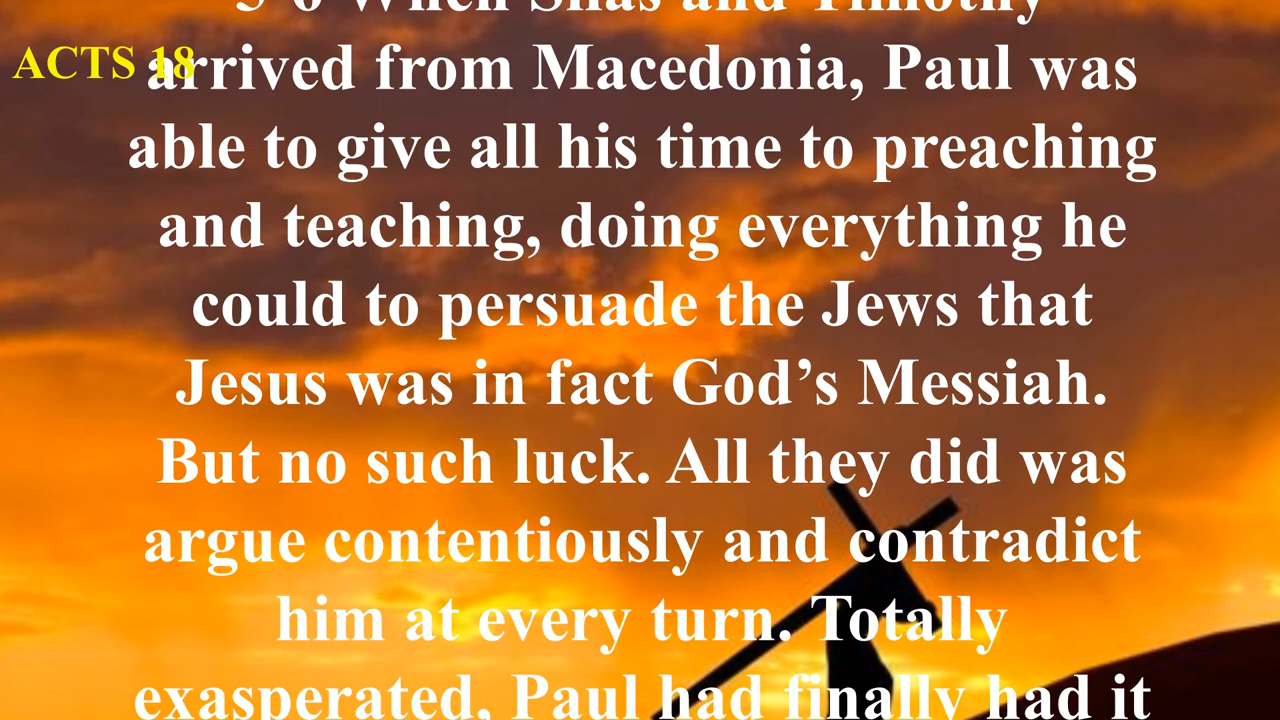 5-6 When Silas and Timothy
ACTS 18
arrived from Macedonia, Paul was
able to give all his time to preaching
and teaching, doing everything he
could to persuade the Jews that
Jesus was in fact God’s Messiah.
But no such luck. All they did was
argue contentiously and contradict
him at every turn. Totally
exasperated, Paul had finally had it